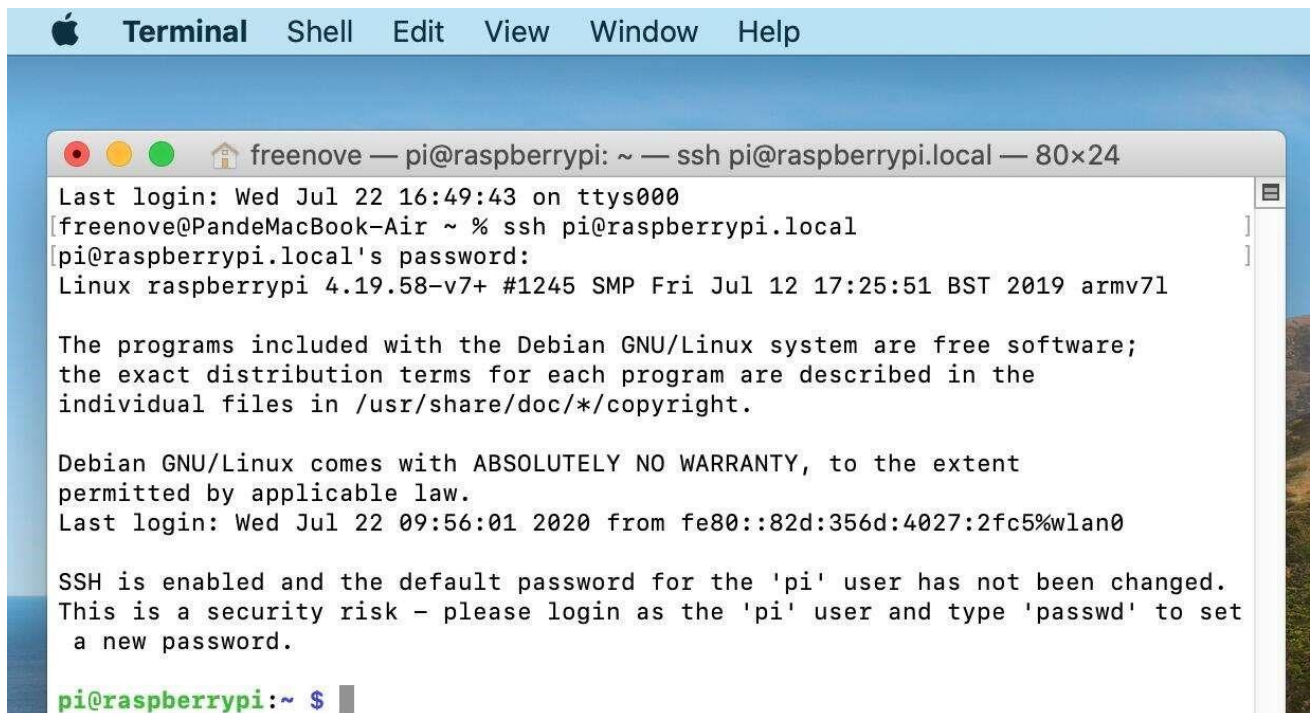 Terminal Shell Edit View Window Help
freenove — pi@raspberrypi: ~ — ssh pi@raspberrypi.local — 80×24
Last login: Wed Jul 22 16:49:43 on ttys000
[freenove@PandeMacBook-Air ~ % ssh pi@raspberrypi.local ]
[pi@raspberrypi.local's password: ]
Linux raspberrypi 4.19.58-v7+ #1245 SMP Fri Jul 12 17:25:51 BST 2019 armv7l
The programs included with the Debian GNU/Linux system are free software;
the exact distribution terms for each program are described in the
individual files in /usr/share/doc/*/copyright.
Debian GNU/Linux comes with ABSOLUTELY NO WARRANTY, to the extent
permitted by applicable law.
Last login: Wed Jul 22 09:56:01 2020 from fe80::82d:356d:4027:2fc5%wlan0
SSH is enabled and the default password for the 'pi' user has not been changed.
This is a security risk – please login as the 'pi' user and type 'passwd' to set
a new password.
pi@raspberrypi:~ $